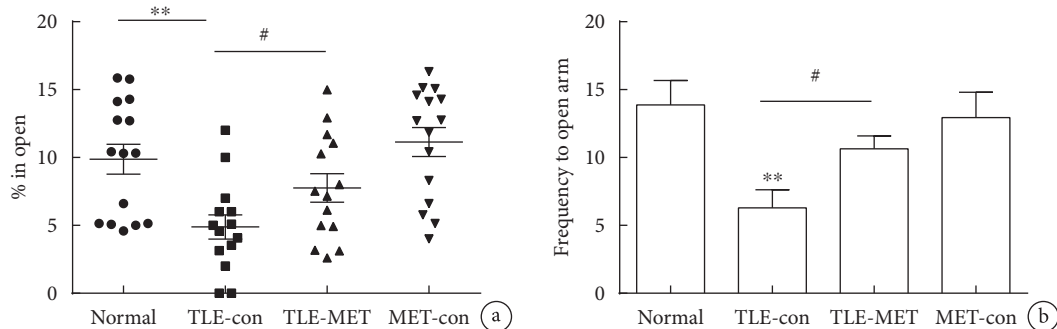 20
15
10
5
0
% in open
**
#
Normal
TLE-con
TLE-MET
MET-con
a
20
15
10
5
0
Frequency to open arm
#
**
Normal
TLE-con
TLE-MET
MET-con
b